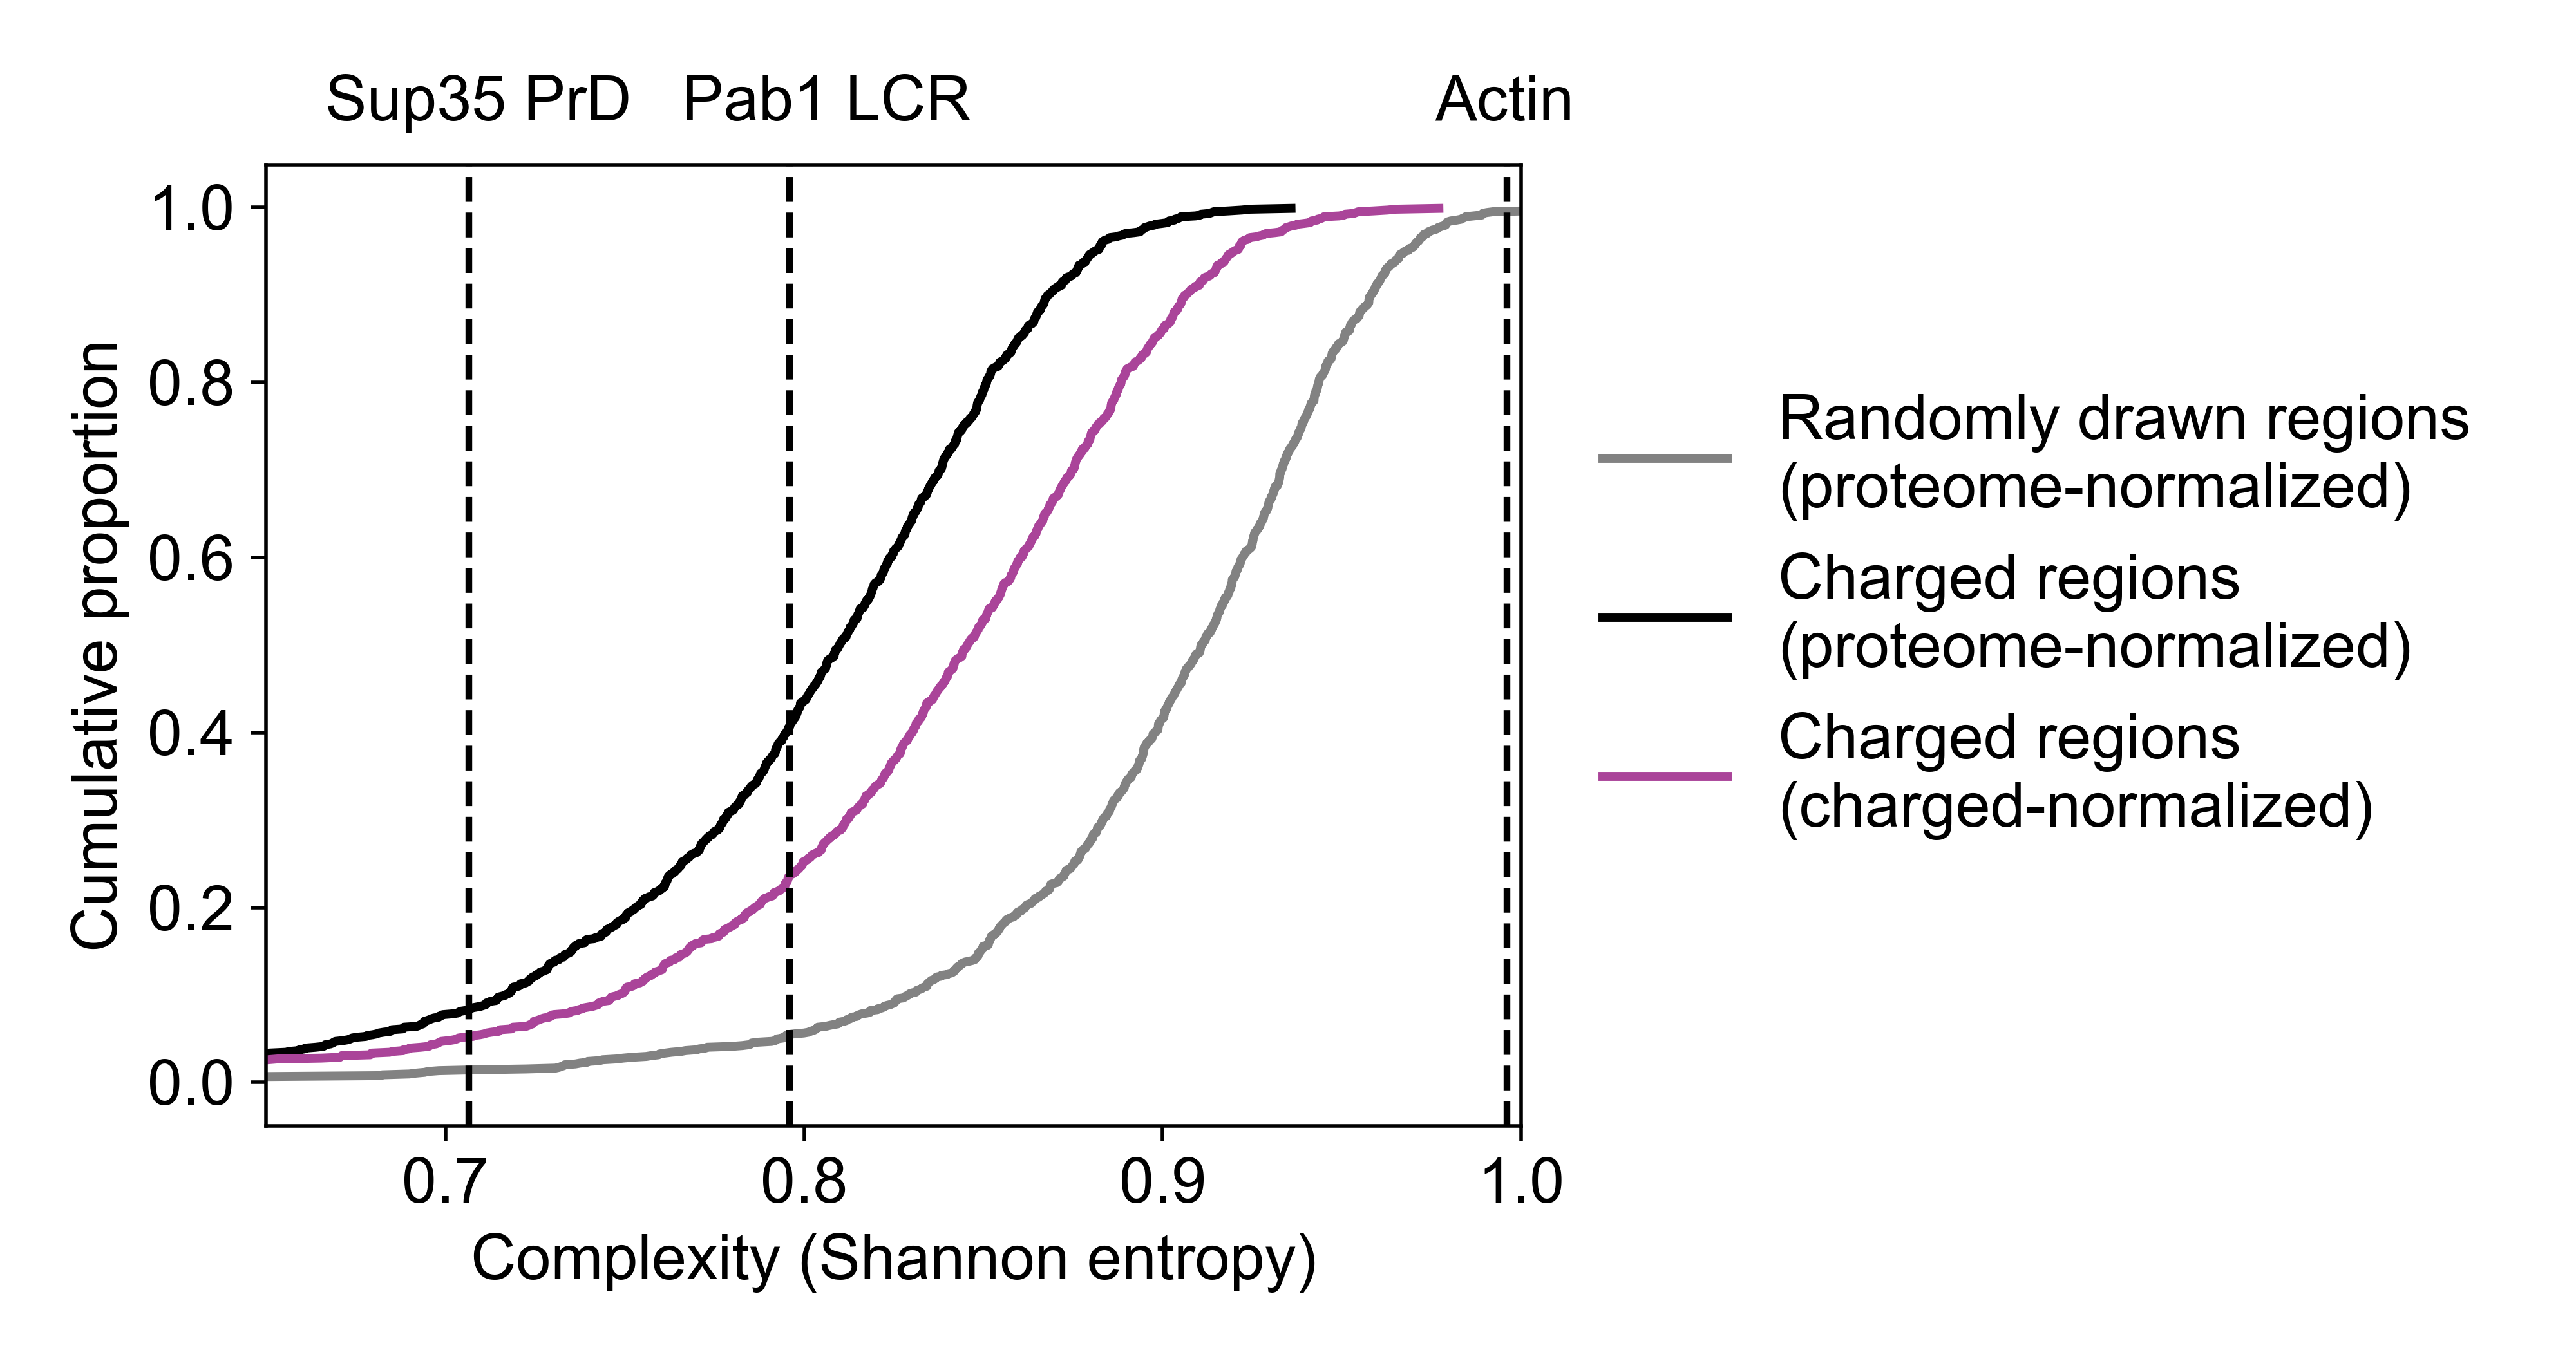 Sup35 PrD Pab1 LCR Actin
1.0
0.8
0.6
0.4
0.2
0.0
Cumulative proportion
0.7 0.8 0.9 1.0
Complexity (Shannon entropy)
Randomly drawn regions
(proteome-normalized)
Charged regions
(proteome-normalized)
Charged regions
(charged-normalized)